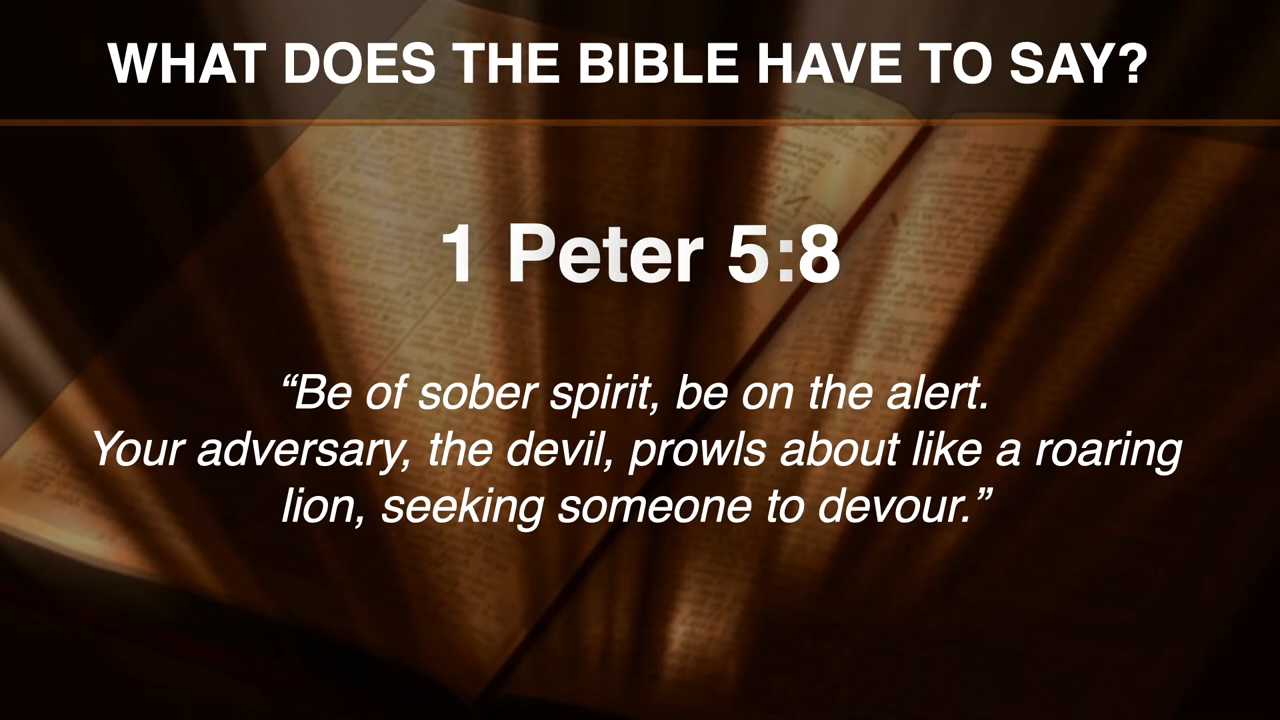 WHAT DOES THE BIBLE HAVE TO SAY?
1 Peter 5:8
“Be of sober spirit, be on the alert.
Your adversary, the devil, prowls about like a roaring
lion, seeking someone to devour.”